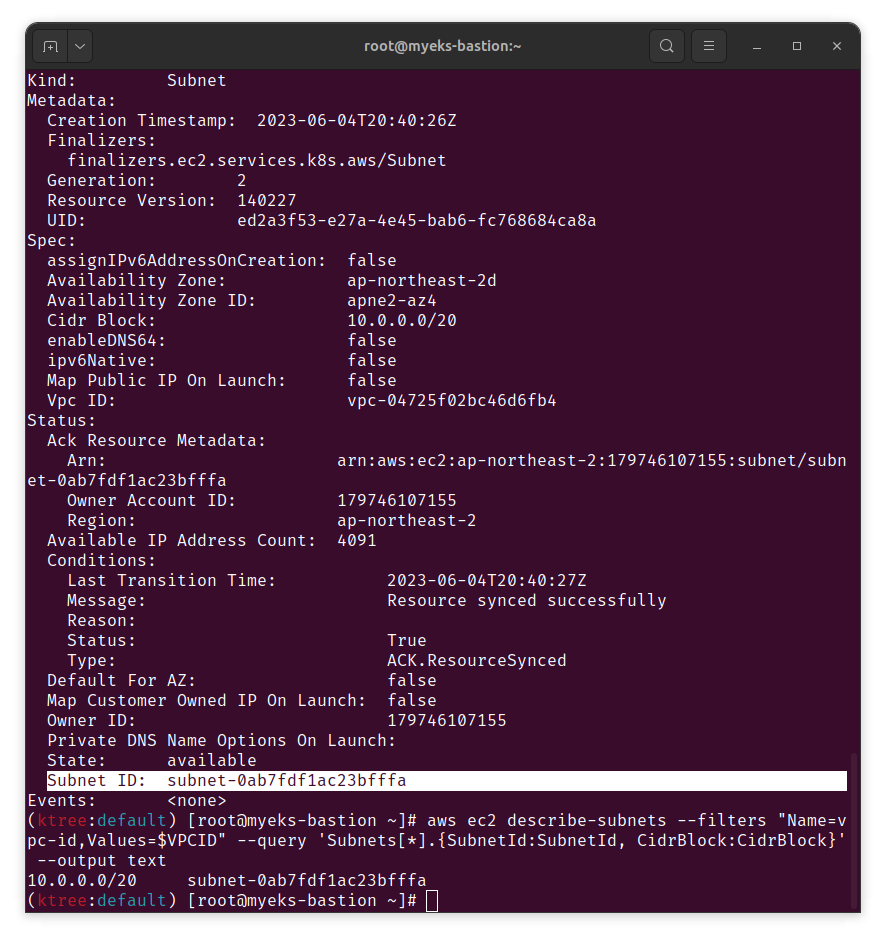 root@myeks-bastion:~
Kind:         Subnet
Metadata:
  Creation Timestamp:  2023-06-04T20:40:26Z
  Finalizers:
    finalizers.ec2.services.k8s.aws/Subnet
  Generation:        2
  Resource Version:  140227
  UID:               ed2a3f53-e27a-4e45-bab6-fc768684ca8a
Spec:
  assignIPv6AddressOnCreation:  false
  Availability Zone:            ap-northeast-2d
  Availability Zone ID:         apne2-az4
  Cidr Block:                   10.0.0.0/20
  enableDNS64:                  false
  ipv6Native:                   false
  Map Public IP On Launch:      false
  Vpc ID:                       vpc-04725f02bc46d6fb4
Status:
  Ack Resource Metadata:
    Arn:                       arn:aws:ec2:ap-northeast-2:179746107155:subnet/subn
et-0ab7fdf1ac23bfffa
    Owner Account ID:          179746107155
    Region:                    ap-northeast-2
  Available IP Address Count:  4091
  Conditions:
    Last Transition Time:           2023-06-04T20:40:27Z
    Message:                        Resource synced successfully
    Reason:
    Status:                         True
    Type:                           ACK.ResourceSynced
  Default For AZ:                   false
  Map Customer Owned IP On Launch:  false
  Owner ID:                         179746107155
  Private DNS Name Options On Launch:
  State:      available
  Subnet ID:  subnet-0ab7fdf1ac23bfffa
Events:       <none>
(ktree:default) [root@myeks-bastion ~]# aws ec2 describe-subnets --filters "Name=v
pc-id,Values=$VPCID" --query 'Subnets[*].{SubnetId:SubnetId, CidrBlock:CidrBlock}'
 --output text
10.0.0.0/20     subnet-0ab7fdf1ac23bfffa
(ktree:default) [root@myeks-bastion ~]#